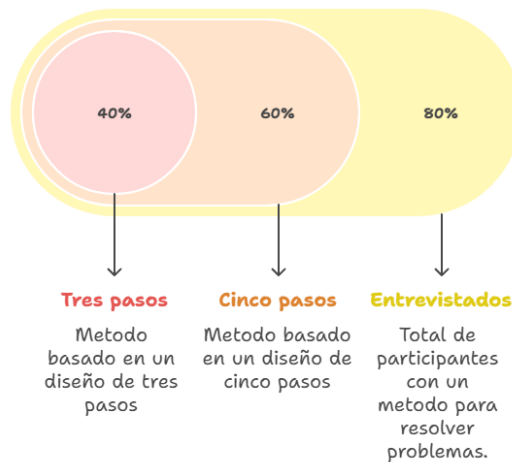 40%
60%
80%
Tres pasos
Metodo
basado en un
diseño de tres
pasos
Cinco pasos
Metodo basado
en un diseño de
cinco pasos
Entrevistados
Total de
participantes
con un
metodo para
resolver
problemas.